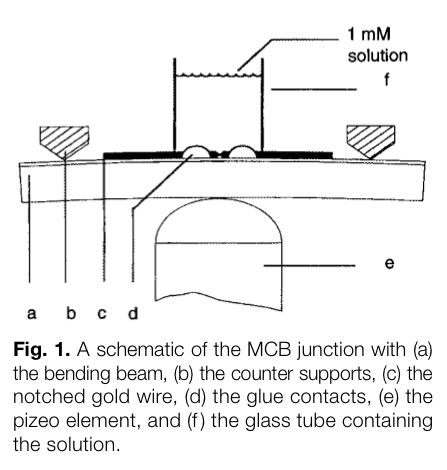 1 mM
solution
f
e
a b c d
Fig. 1. A schematic of the MCB junction with (a)
the bending beam, (b) the counter supports, (c) the
notched gold wire, (d) the glue contacts, (e) the
pizeo element, and (f) the glass tube containing
the solution.